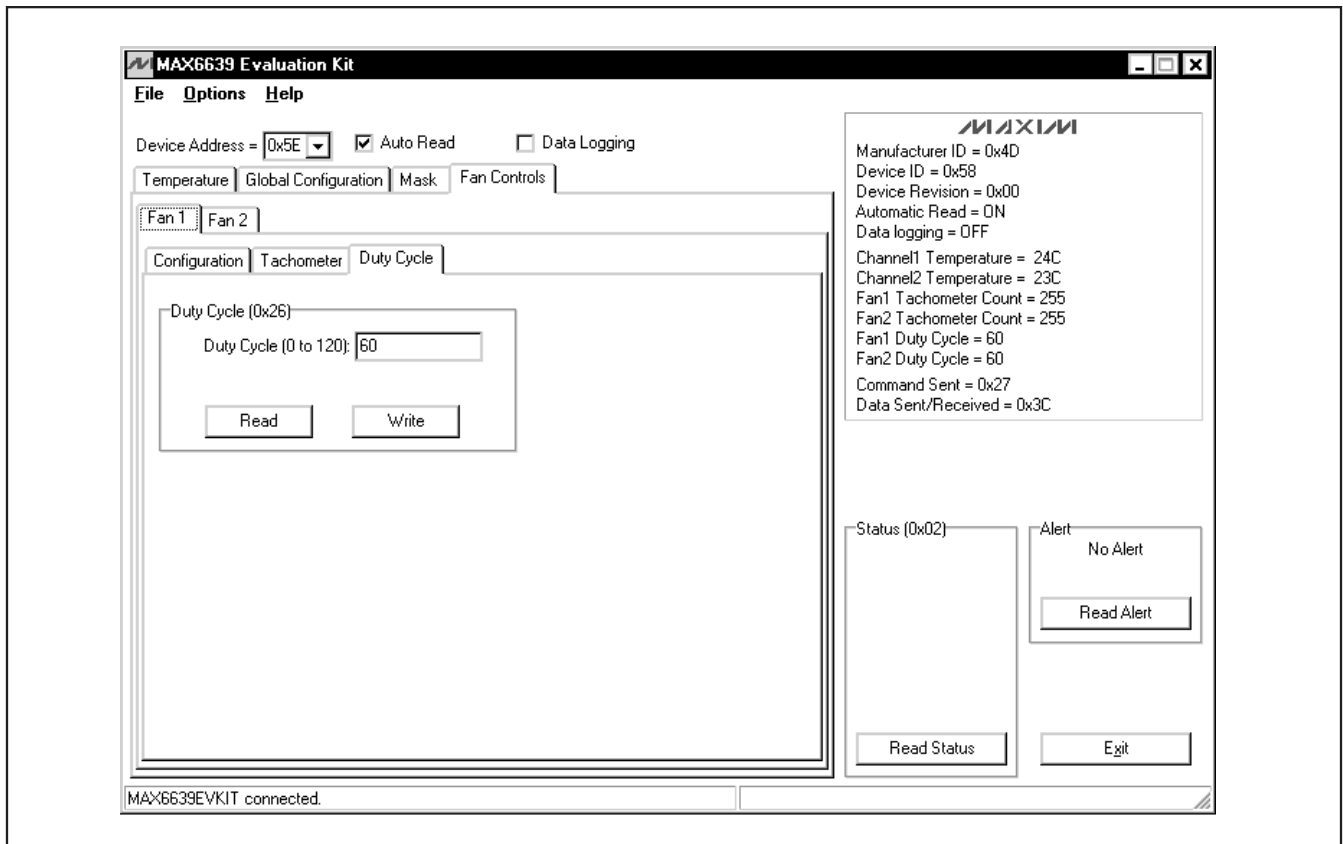 MAX6639 Evaluation Kit
File Options Help
Device Address = 0x5E Auto Read Data Logging
Temperature Global Configuration Mask Fan Controls
Fan 1 Fan 2
Configuration Tachometer Duty Cycle
Duty Cycle (0x26)
Duty Cycle (0 to 120): 60
Read Write
MAXIM
Manufacturer ID = 0x4D
Device ID = 0x58
Device Revision = 0x00
Automatic Read = ON
Data logging = OFF
Channel1 Temperature = 24C
Channel2 Temperature = 23C
Fan1 Tachometer Count = 255
Fan2 Tachometer Count = 255
Fan1 Duty Cycle = 60
Fan2 Duty Cycle = 60
Command Sent = 0x27
Data Sent/Received = 0x3C
Status (0x02)
Read Status
Alert
No Alert
Read Alert
Exit
MAX6639EVKIT connected.